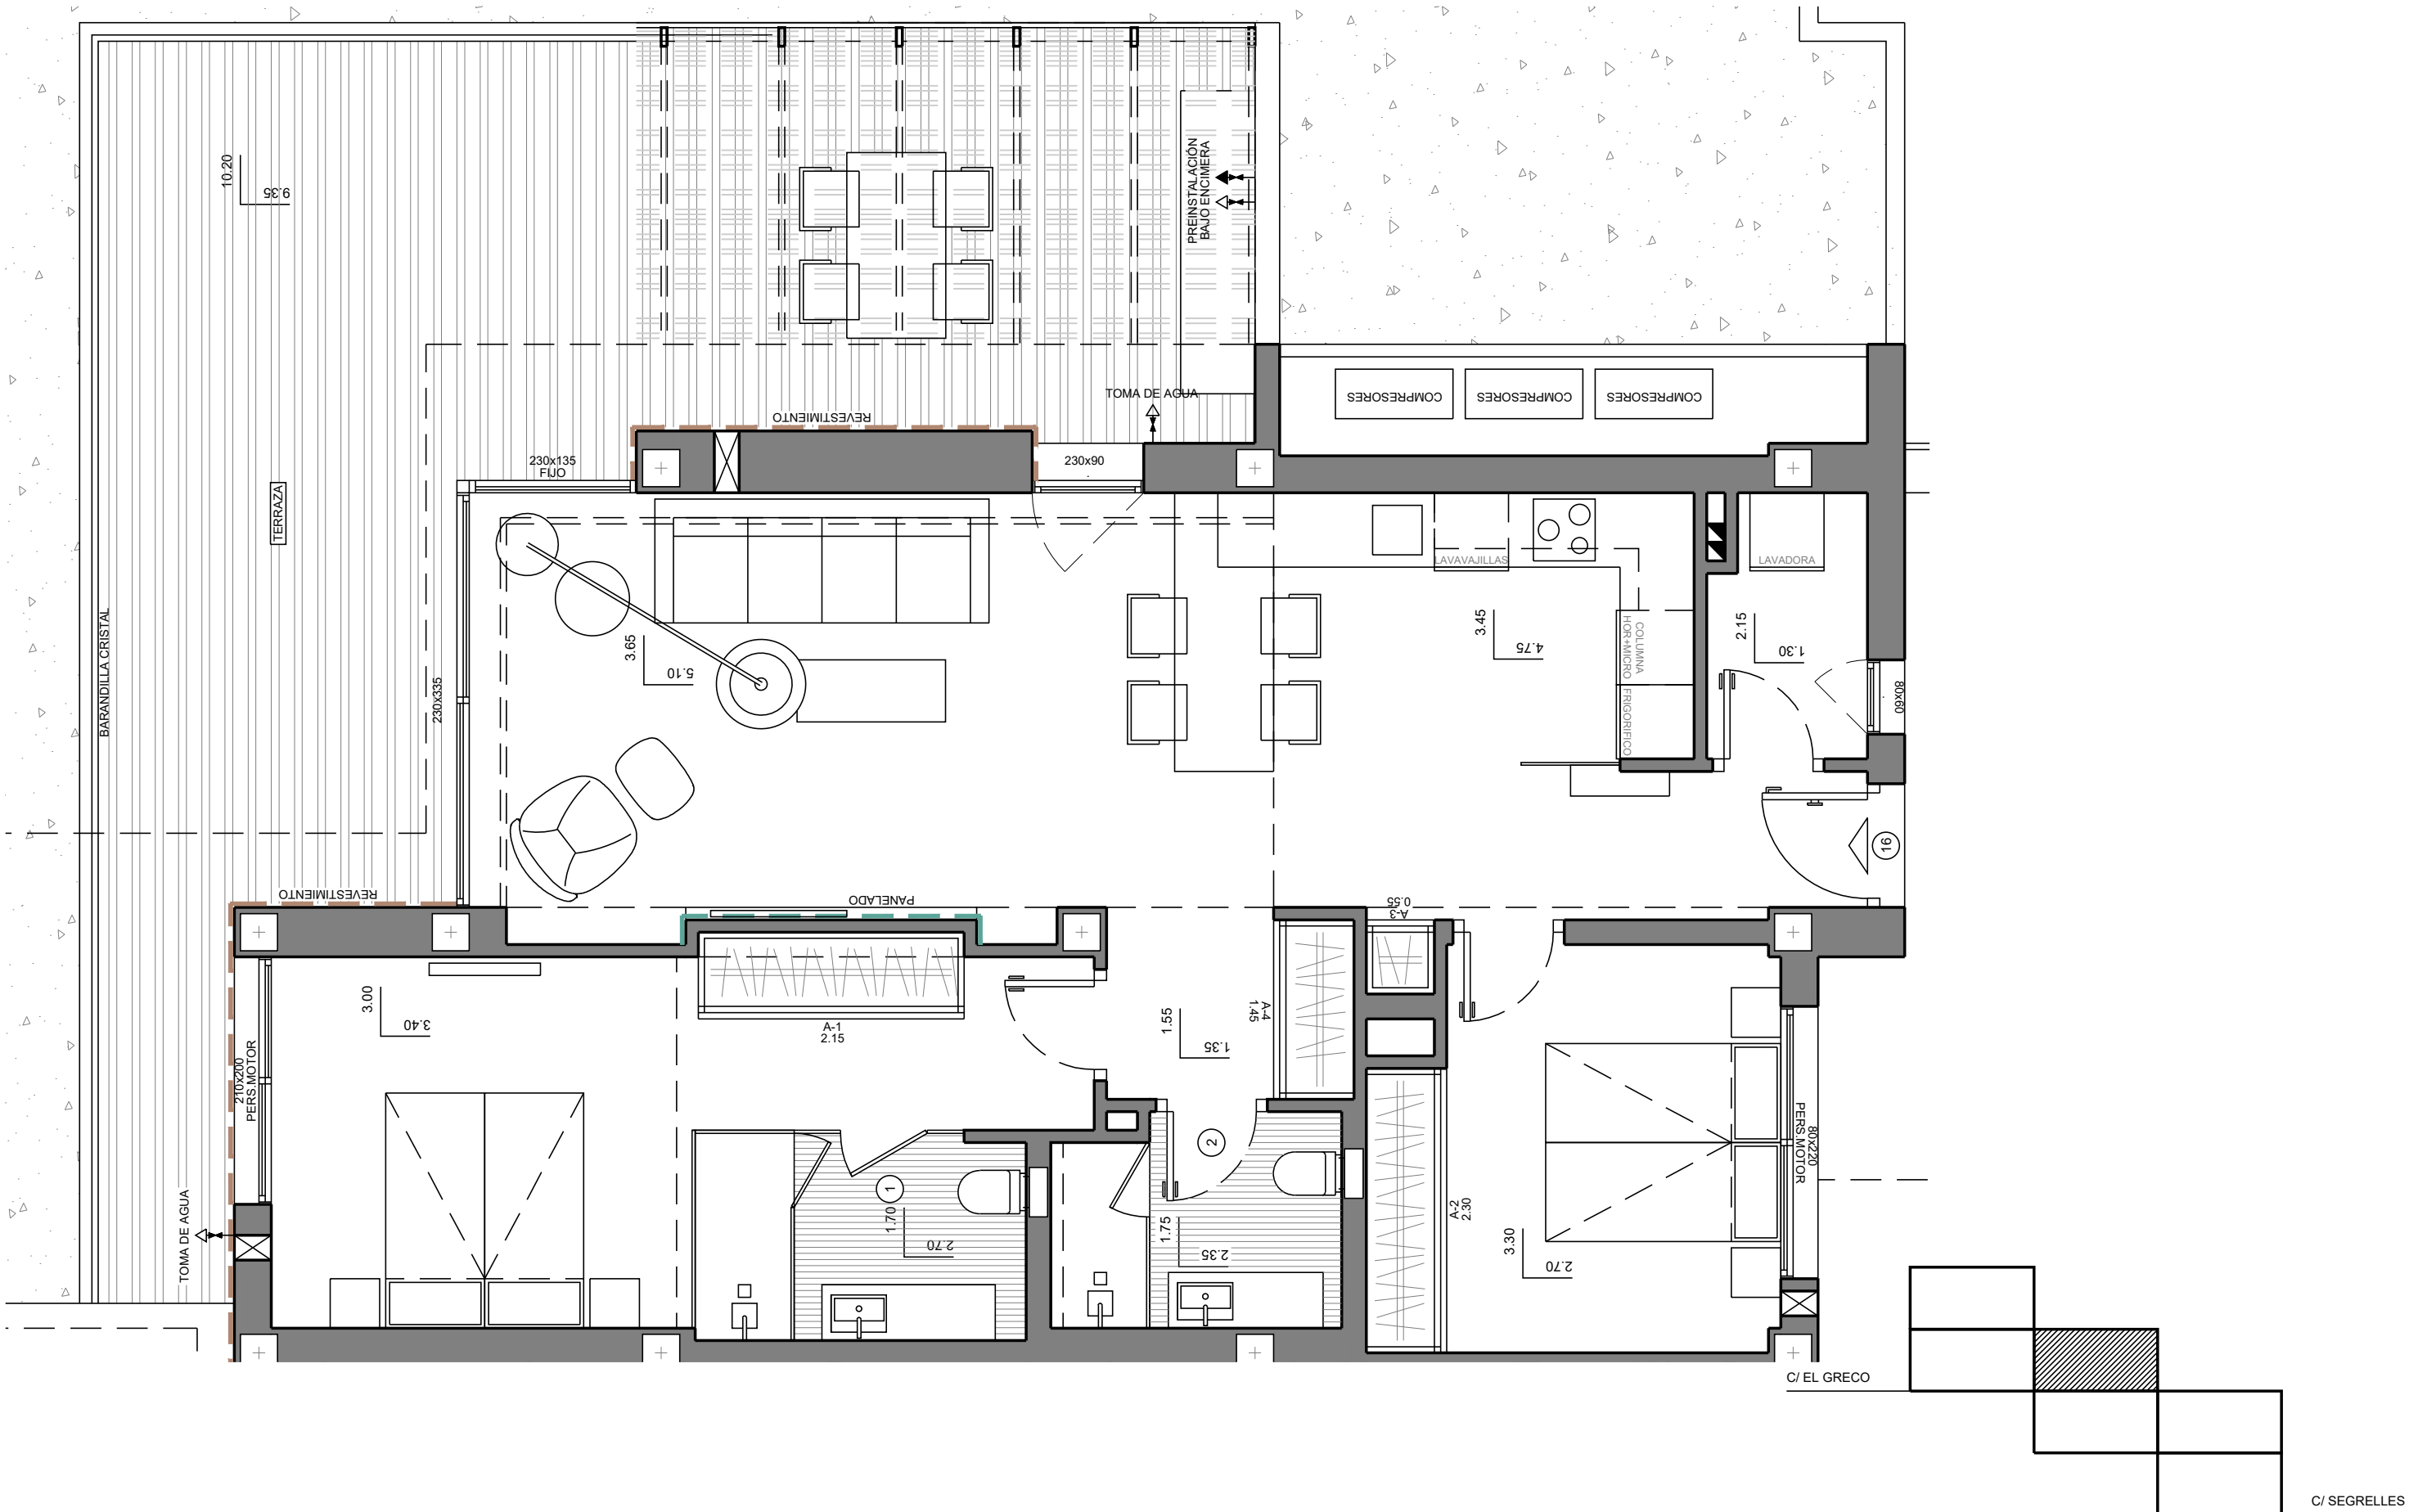 10.20
9.35
PREINSTALACIÓN
BAJO ENCIMERA
TERRAZA
BARANDILLA CRISTAL
REVESTIMIENTO
TOMA DE AGUA
COMPRESORES
COMPRESORES
COMPRESORES
230x135
FIJO
230x90
230x335
3.65
5.10
LAVAVAJILLAS
LAVADORA
3.45
4.75
COLUMNA
HOR+MICRO
FRIGORIFICO
2.15
1.30
80x60
16
REVESTIMIENTO
PANELADO
0.55
A-3
3.00
3.40
210x200
PERS.MOTOR
A-1
2.15
1.55
1.35
A-4
1.45
TOMA DE AGUA
1
1.70
2.70
2
1.75
2.35
A-2
2.30
3.30
2.70
80x220
PERS.MOTOR
C/ EL GRECO
C/ SEGRELLES